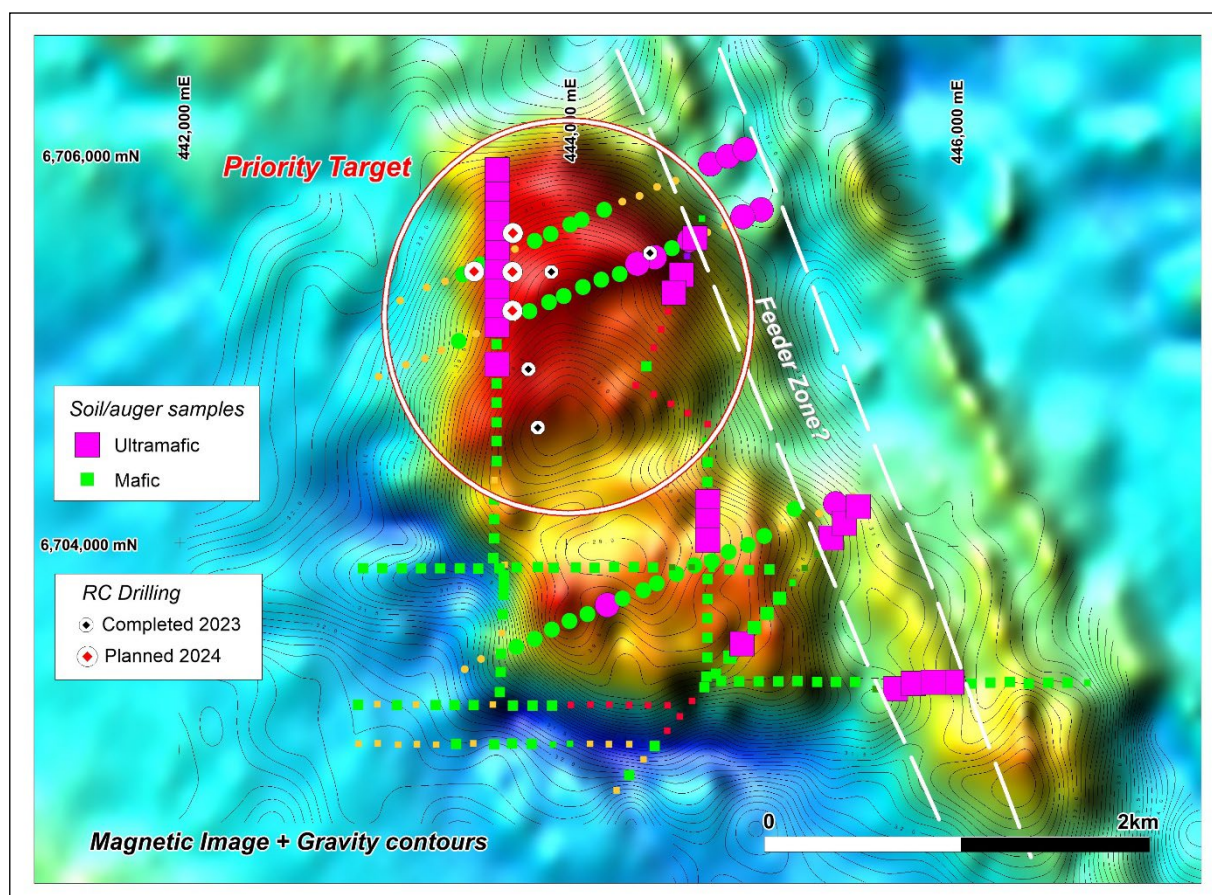 442,000 mE
444,000 mE
446,000 mE
6,706,000 mN
Priority Target
Feeder Zone?
Soil/auger samples
Ultramafic
Mafic
6,704,000 mN
RC Drilling
Completed 2023
Planned 2024
0
2km
Magnetic Image + Gravity contours